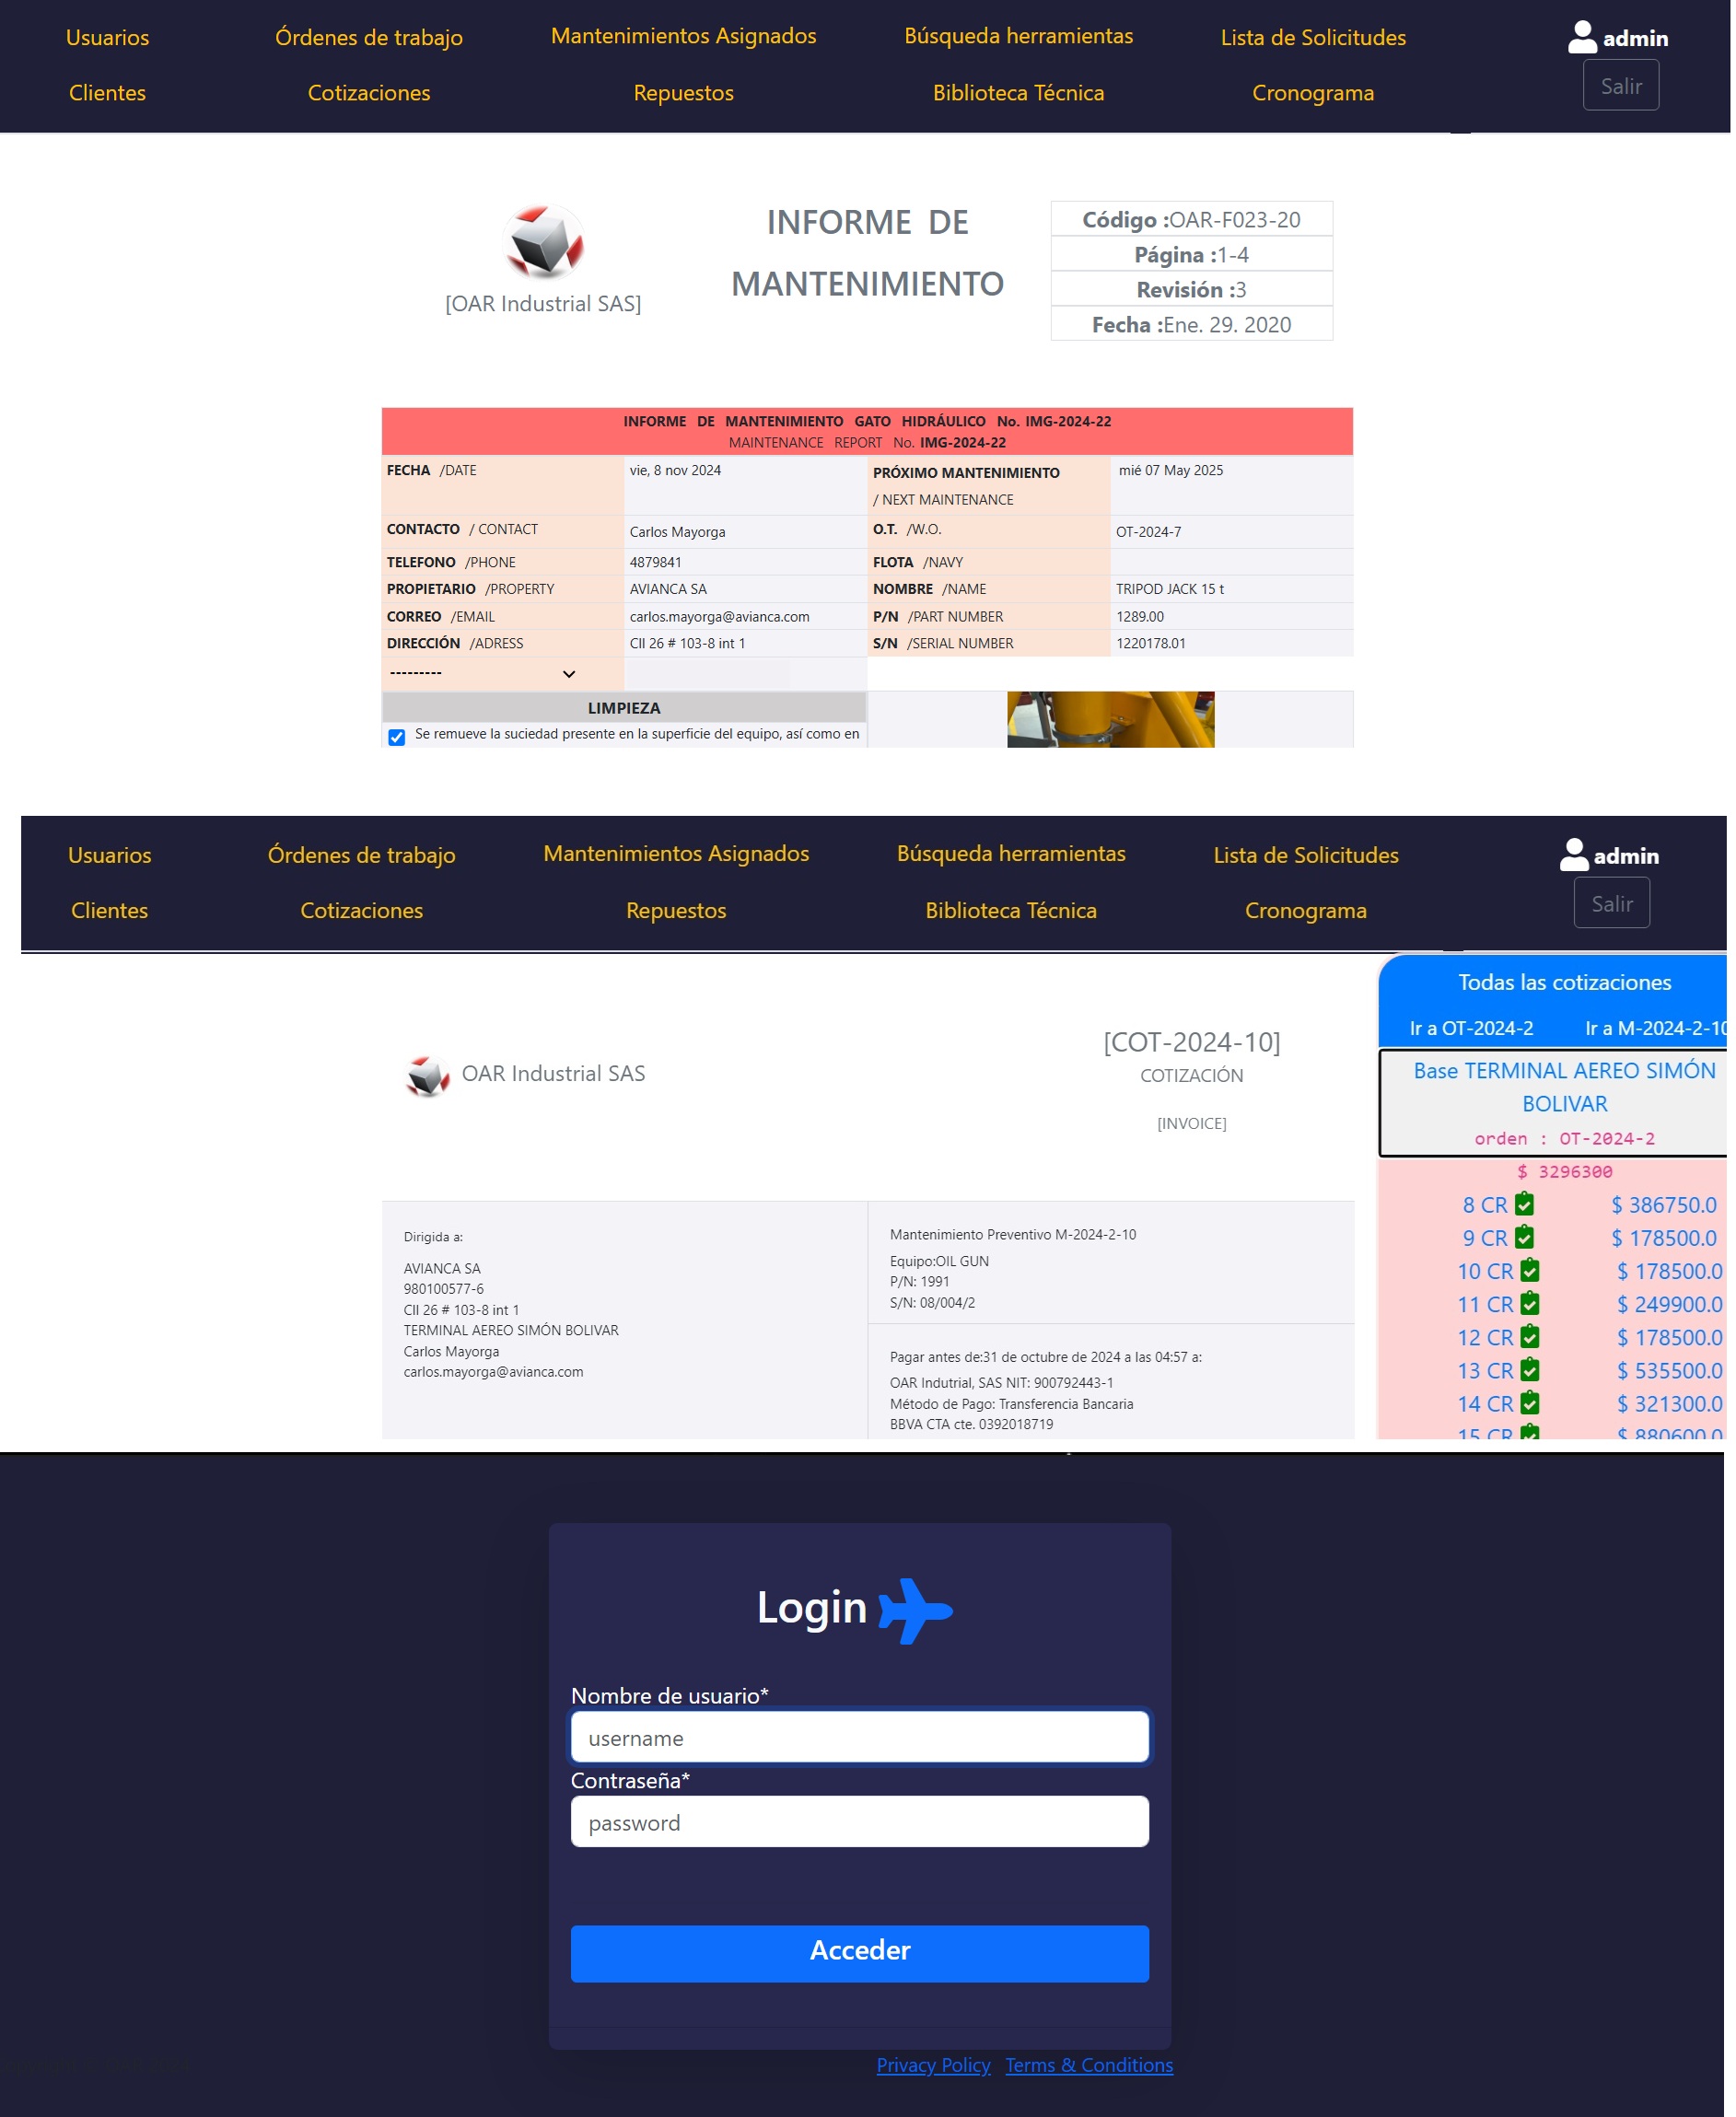 Usuarios Órdenes de trabajo Mantenimientos Asignados Búsqueda herramientas Lista de Solicitudes admin
Clientes Cotizaciones Repuestos Biblioteca Técnica Cronograma Salir
INFORME DE
MANTENIMIENTO
[OAR Industrial SAS]
Código :OAR-F023-20
Página :1-4
Revisión :3
Fecha :Ene. 29. 2020
INFORME DE MANTENIMIENTO GATO HIDRÁULICO No. IMG-2024-22
MAINTENANCE REPORT No. IMG-2024-22
FECHA /DATE vie, 8 nov 2024 PRÓXIMO MANTENIMIENTO mié 07 May 2025
/ NEXT MAINTENANCE
CONTACTO / CONTACT Carlos Mayorga O.T. /W.O. OT-2024-7
TELEFONO /PHONE 4879841 FLOTA /NAVY
PROPIETARIO /PROPERTY AVIANCA SA NOMBRE /NAME TRIPOD JACK 15 t
CORREO /EMAIL carlos.mayorga@avianca.com P/N /PART NUMBER 1289.00
DIRECCIÓN /ADRESS Cll 26 # 103-8 int 1 S/N /SERIAL NUMBER 1220178.01
---------
LIMPIEZA
Se remueve la suciedad presente en la superficie del equipo, así como en
Usuarios Órdenes de trabajo Mantenimientos Asignados Búsqueda herramientas Lista de Solicitudes admin
Clientes Cotizaciones Repuestos Biblioteca Técnica Cronograma Salir
OAR Industrial SAS
[COT-2024-10]
COTIZACIÓN
[INVOICE]
Dirigida a:
AVIANCA SA
980100577-6
Cll 26 # 103-8 int 1
TERMINAL AEREO SIMÓN BOLIVAR
Carlos Mayorga
carlos.mayorga@avianca.com
Mantenimiento Preventivo M-2024-2-10
Equipo:OIL GUN
P/N: 1991
S/N: 08/004/2
Pagar antes de:31 de octubre de 2024 a las 04:57 a:
OAR Indutrial, SAS NIT: 900792443-1
Método de Pago: Transferencia Bancaria
BBVA CTA cte. 0392018719
Todas las cotizaciones
Ir a OT-2024-2 Ir a M-2024-2-10
Base TERMINAL AEREO SIMÓN
BOLIVAR
orden : OT-2024-2
$ 3296300
8 CR $ 386750.0
9 CR $ 178500.0
10 CR $ 178500.0
11 CR $ 249900.0
12 CR $ 178500.0
13 CR $ 535500.0
14 CR $ 321300.0
15 CR $ 880600.0
Login
Nombre de usuario*
username
Contraseña*
password
Acceder
Privacy Policy Terms & Conditions